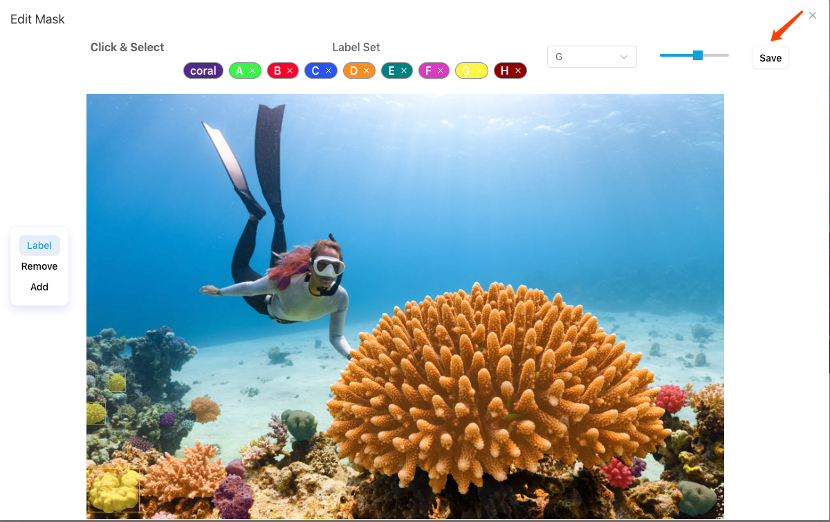 Edit Mask
Click & Select
Label Set
coral A × B × C × D × E × F × G × H ×
G
Save
Label
Remove
Add